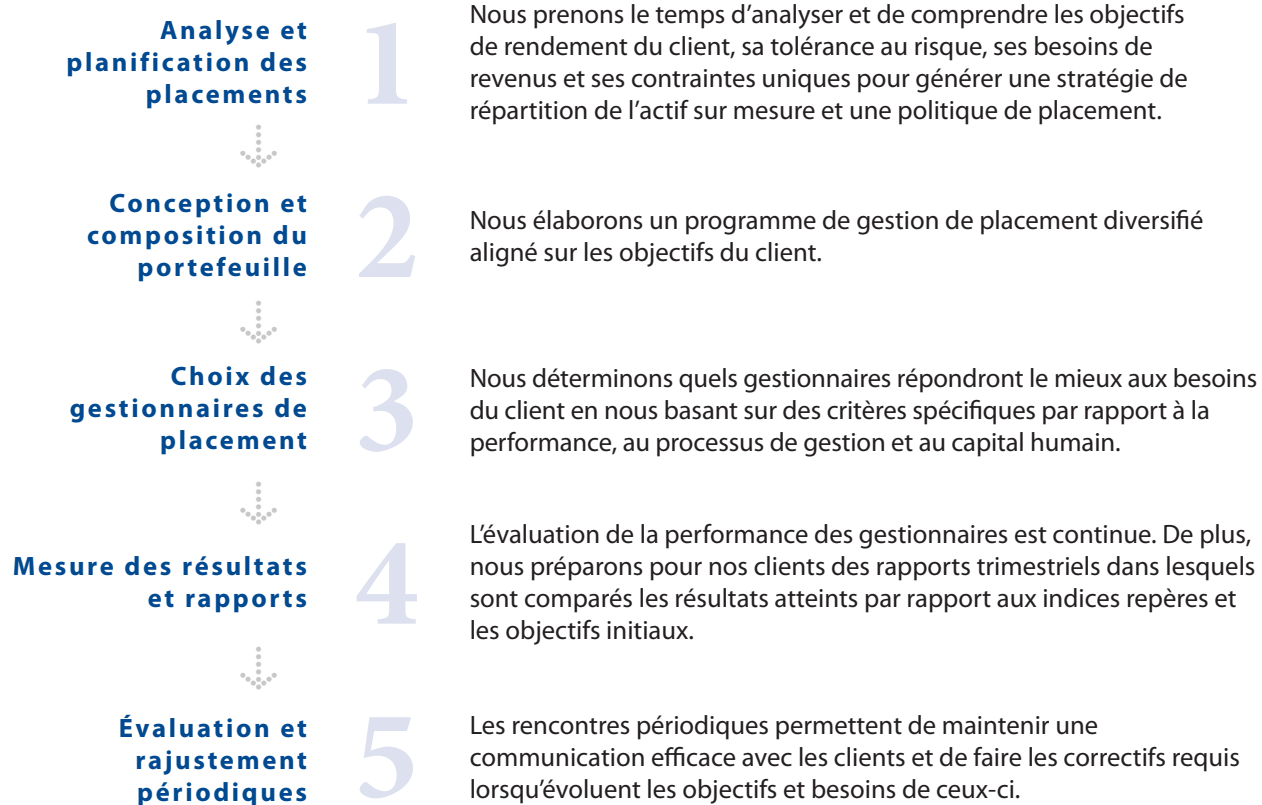 Analyse et
planification des
placements
1
Nous prenons le temps d’analyser et de comprendre les objectifs
de rendement du client, sa tolérance au risque, ses besoins de
revenus et ses contraintes uniques pour générer une stratégie de
répartition de l’actif sur mesure et une politique de placement.
Conception et
composition du
portefeuille
2
Nous élaborons un programme de gestion de placement diversifié
aligné sur les objectifs du client.
Choix des
gestionnaires de
placement
3
Nous déterminons quels gestionnaires répondront le mieux aux besoins
du client en nous basant sur des critères spécifiques par rapport à la
performance, au processus de gestion et au capital humain.
Mesure des résultats
et rapports
4
L’évaluation de la performance des gestionnaires est continue. De plus,
nous préparons pour nos clients des rapports trimestriels dans lesquels
sont comparés les résultats atteints par rapport aux indices repères et
les objectifs initiaux.
Évaluation et
rajustement
périodiques
5
Les rencontres périodiques permettent de maintenir une
communication efficace avec les clients et de faire les correctifs requis
lorsqu’évoluent les objectifs et besoins de ceux-ci.